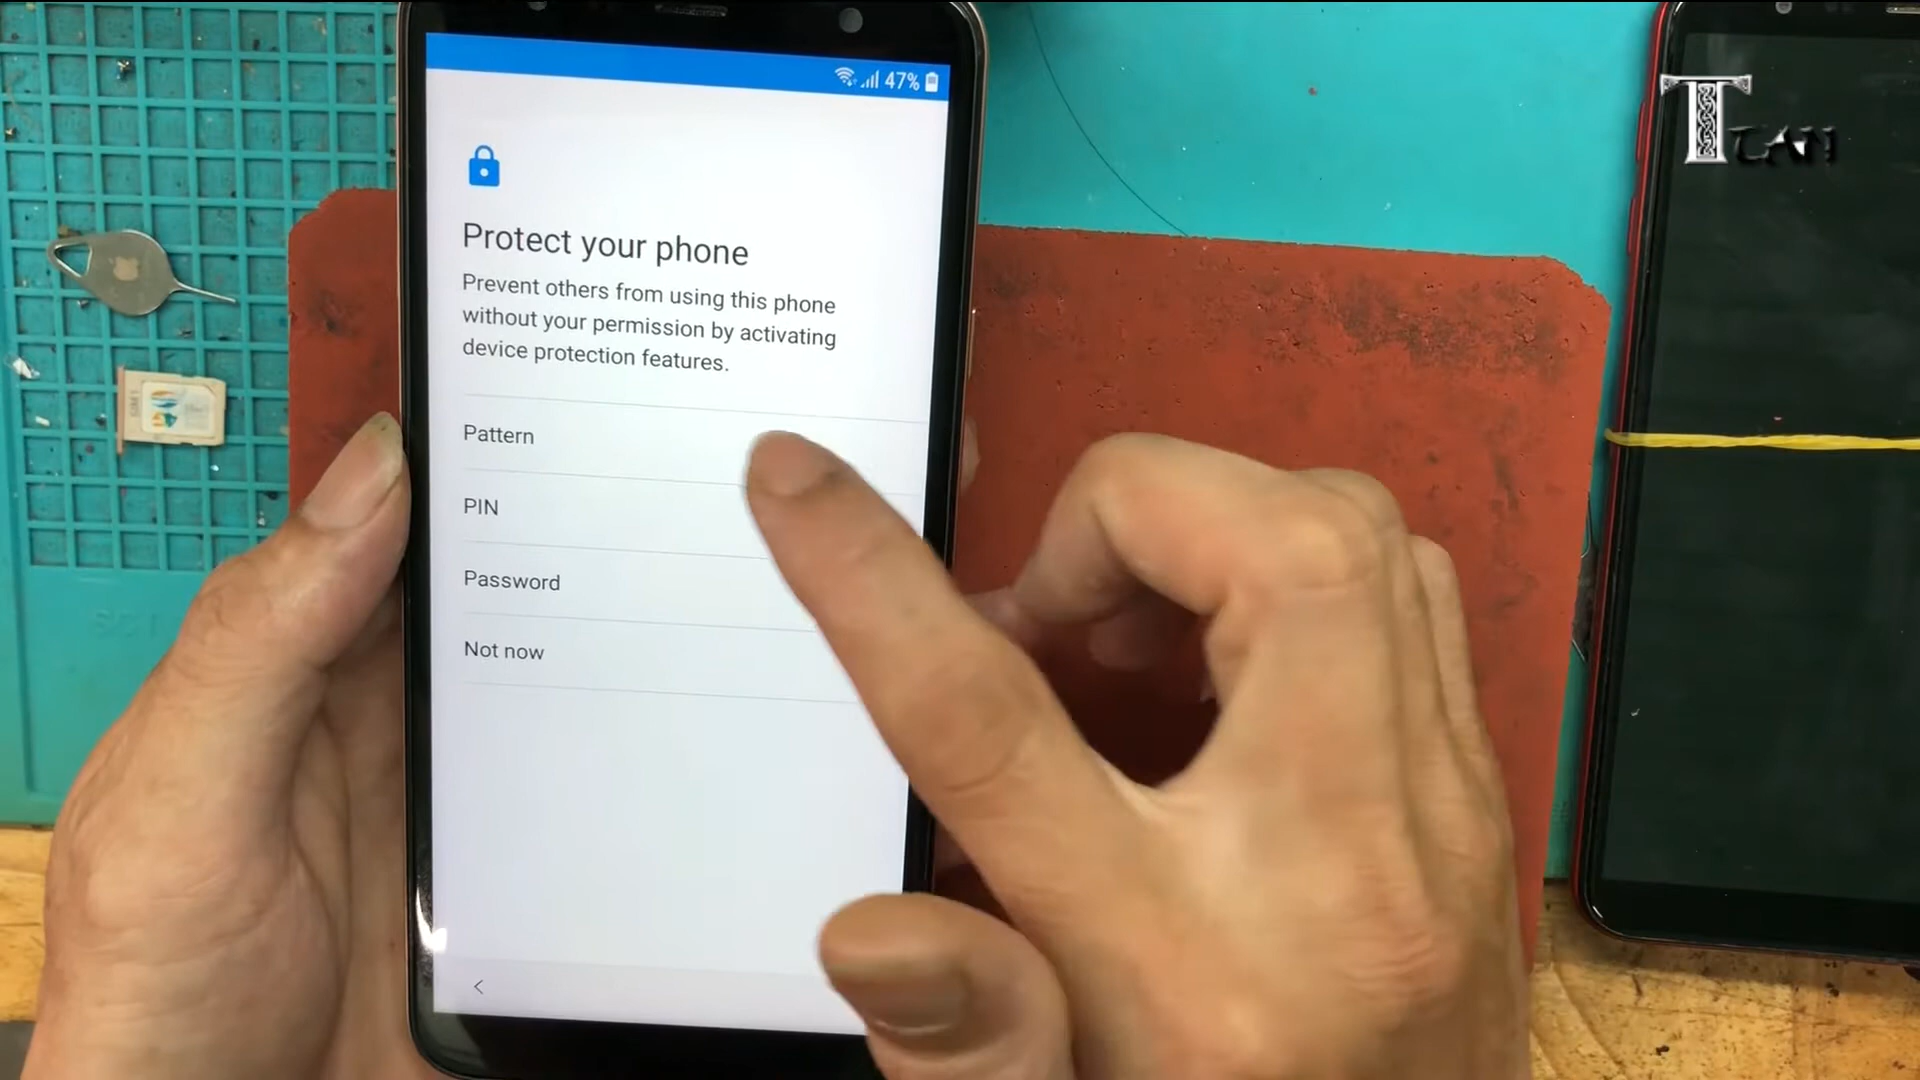 47%
Protect your phone
Prevent others from using this phone
without your permission by activating
device protection features.
Pattern
PIN
Password
Not now